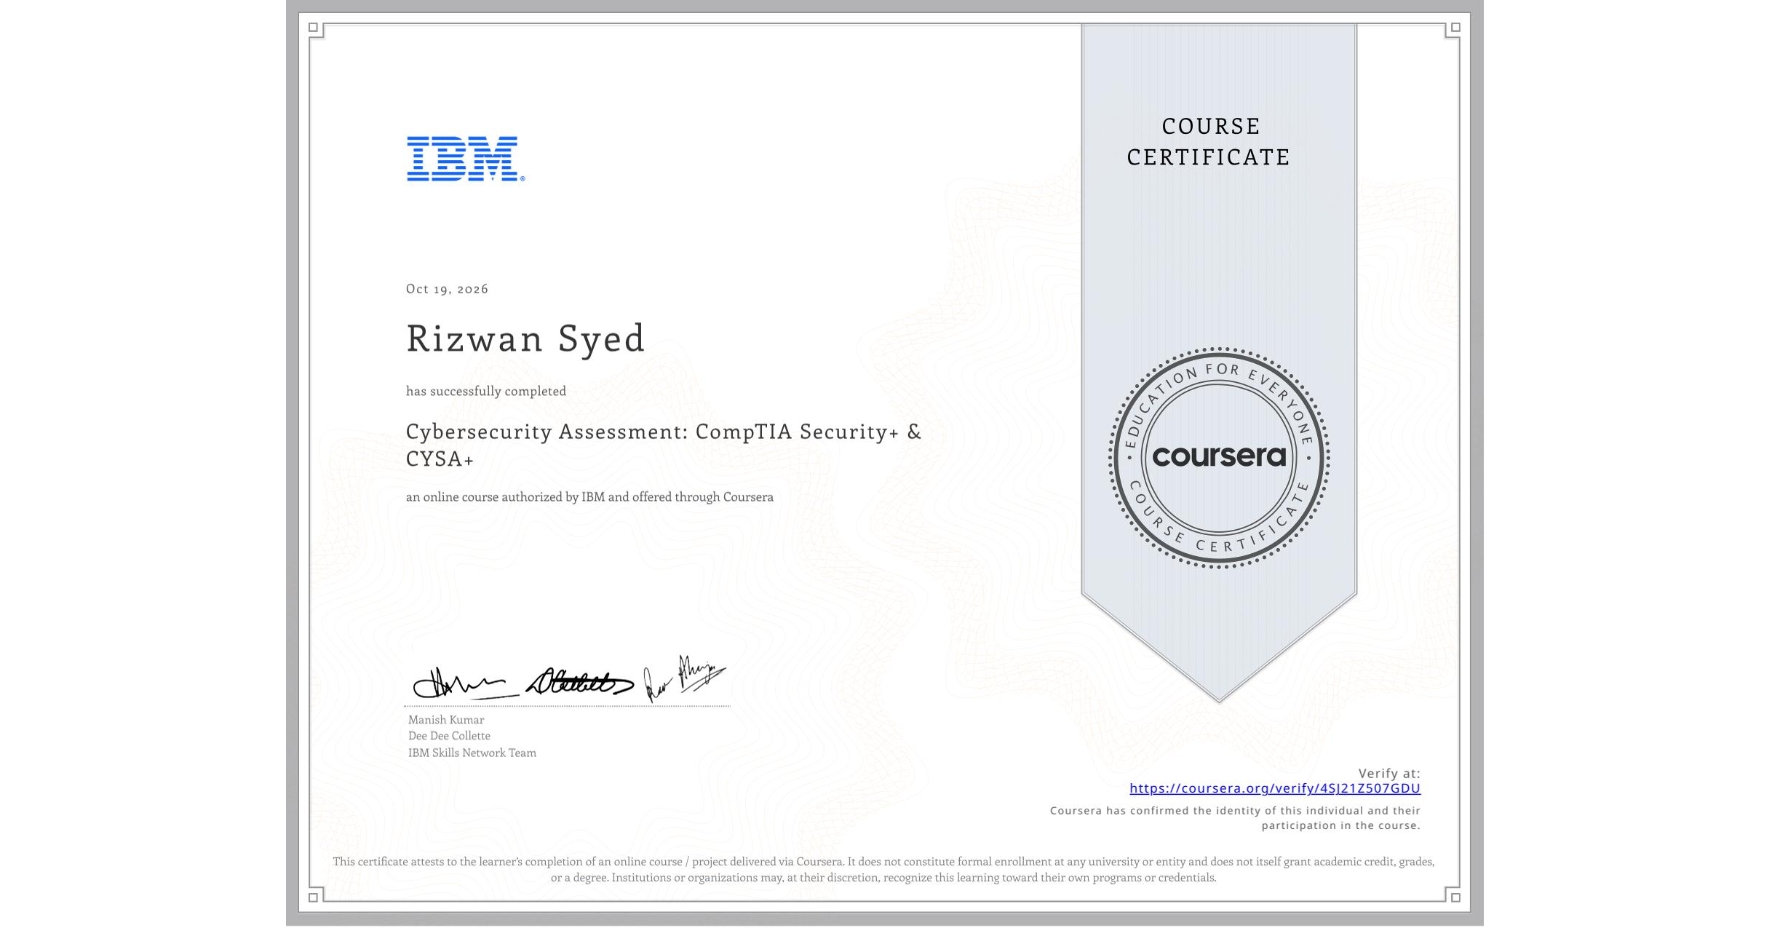 COURSE
CERTIFICATE
IBM®
Oct 19, 2026
Rizwan Syed
has successfully completed
Cybersecurity Assessment: CompTIA Security+ &
CYSA+
an online course authorized by IBM and offered through Coursera
EDUCATION FOR EVERYONE
coursera
COURSE CERTIFICATE
Manish Kumar
Dee Dee Collette
IBM Skills Network Team
Verify at:
https://coursera.org/verify/4SJ21Z507GDU
Coursera has confirmed the identity of this individual and their
participation in the course.
This certificate attests to the learner's completion of an online course / project delivered via Coursera. It does not constitute formal enrollment at any university or entity and does not itself grant academic credit, grades,
or a degree. Institutions or organizations may, at their discretion, recognize this learning toward their own programs or credentials.